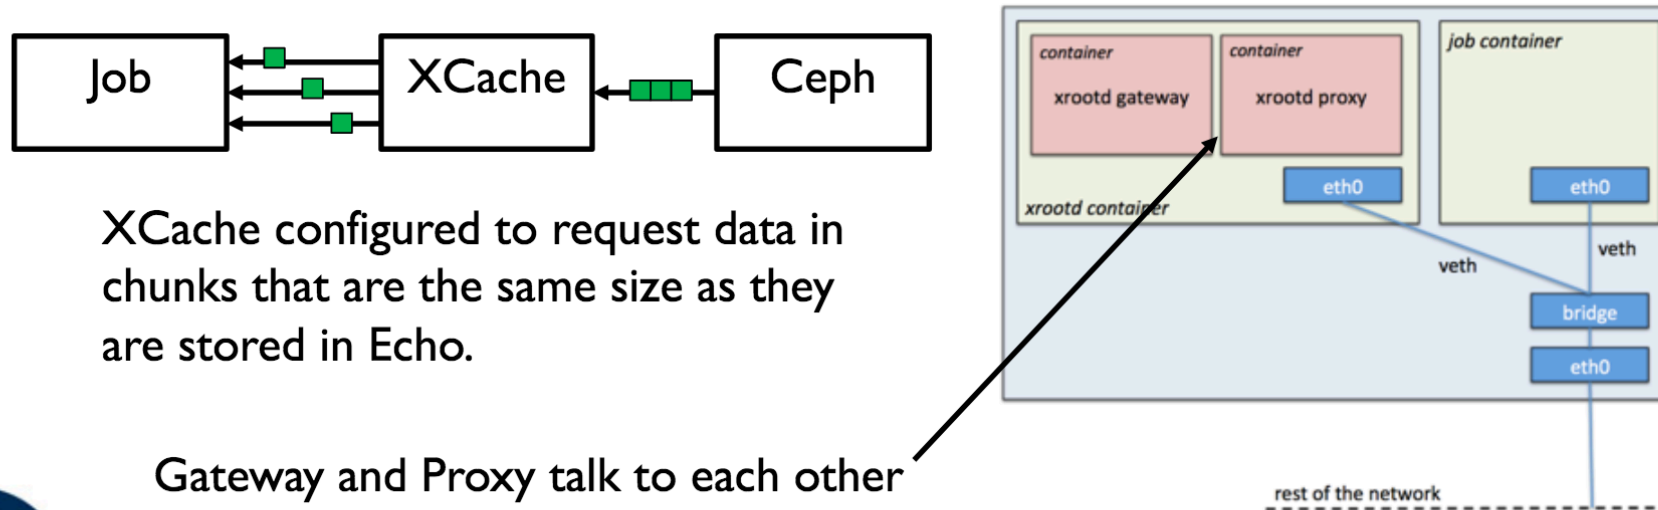 Job
XCache
Ceph
XCache configured to request data in
chunks that are the same size as they
are stored in Echo.
Gateway and Proxy talk to each other
container
xrootd gateway
container
xrootd proxy
eth0
xrootd container
job container
eth0
veth
veth
bridge
eth0
rest of the network